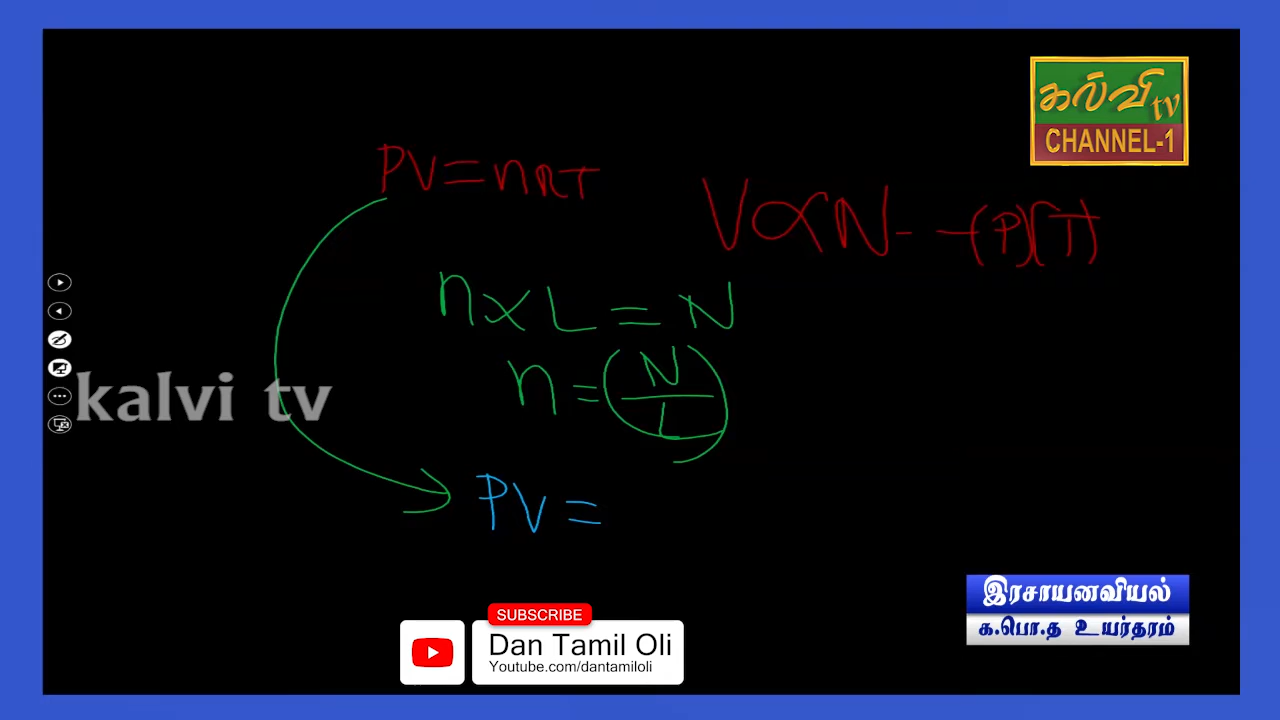 கல்வி tv
CHANNEL-1
PV = nRT
V∝N - - (P)(T)
n × L = N
n = (N/L)
kalvi tv
PV =
இரசாயனவியல்
க.பொ.த உயர்தரம்
SUBSCRIBE
Dan Tamil Oli
Youtube.com/dantamiloli